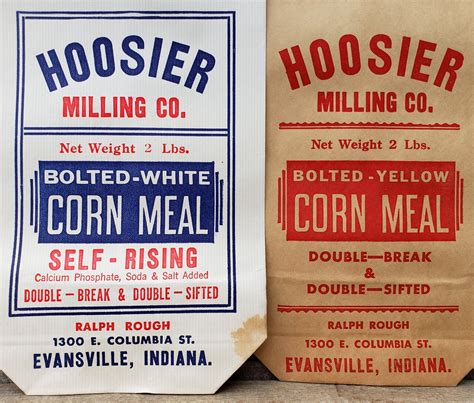 HOOSIER
MILLING CO.
Net Weight 2 Lbs.
BOLTED-WHITE
CORN MEAL
SELF - RISING
Calcium Phosphate, Soda & Salt Added
DOUBLE - BREAK & DOUBLE - SIFTED
RALPH ROUGH
1300 E. COLUMBIA ST.
EVANSVILLE, INDIANA.
HOOSIER
MILLING CO.
Net Weight 2 Lbs.
BOLTED - YELLOW
CORN MEAL
DOUBLE—BREAK
&
DOUBLE—SIFTED
RALPH ROUGH
1300 E. COLUMBIA ST.
EVANSVILLE, INDIANA.